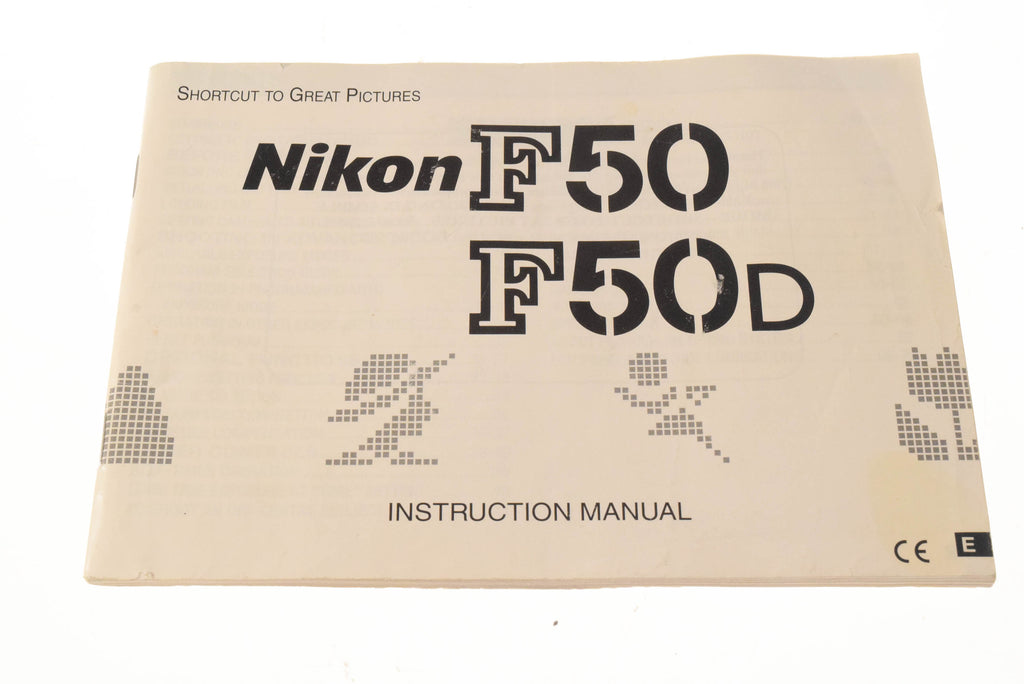 SHORTCUT TO GREAT PICTURES
Nikon F50
F50D
INSTRUCTION MANUAL
CE E